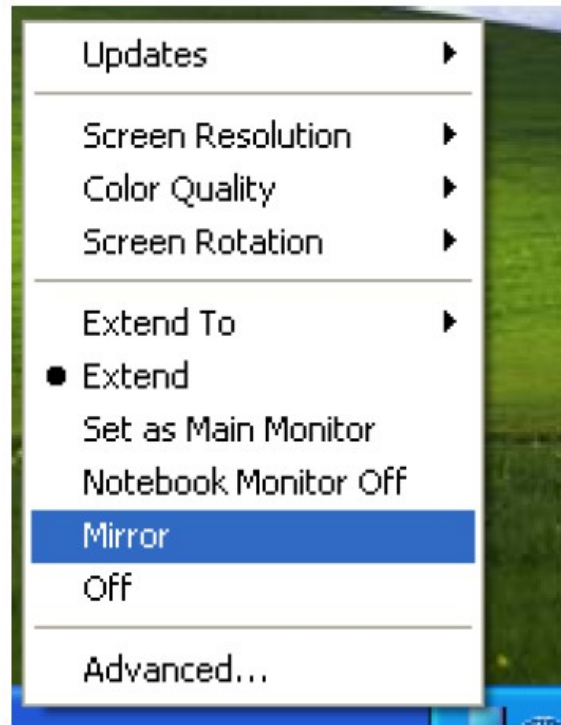 Updates
Screen Resolution
Color Quality
Screen Rotation
Extend To
Extend
Set as Main Monitor
Notebook Monitor Off
Mirror
Off
Advanced...